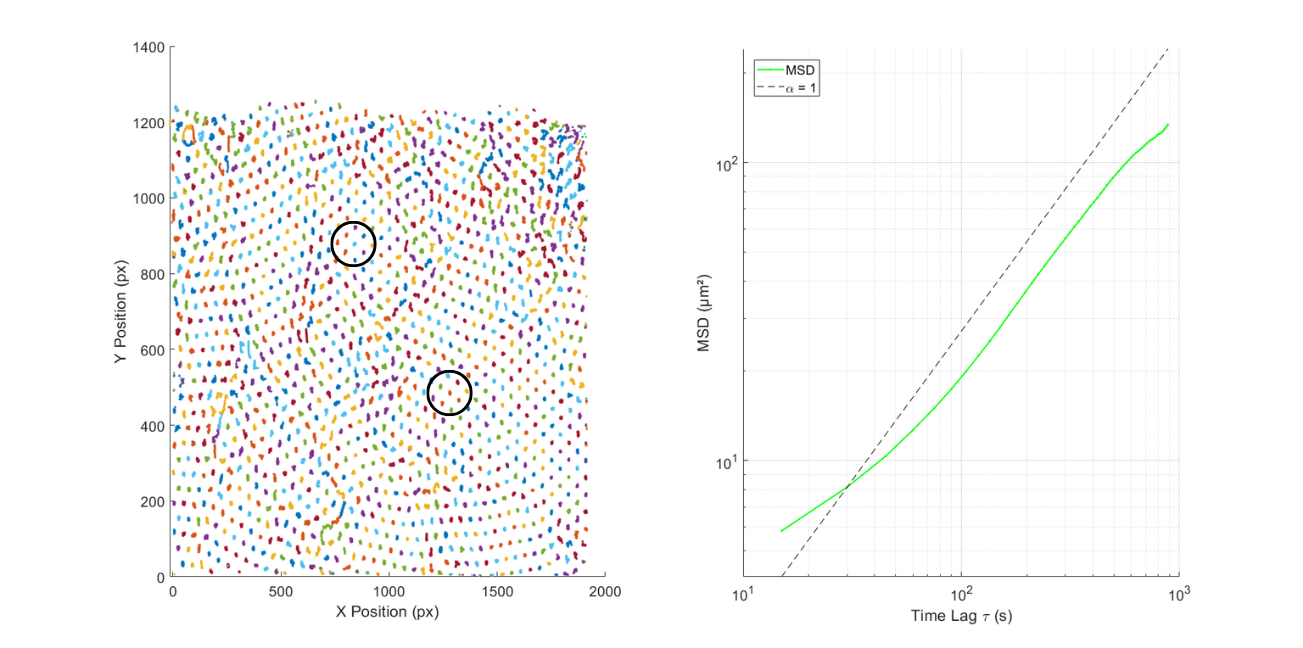 1400
1200
1000
800
600
400
200
0
0 500 1000 1500 2000
X Position (px)
Y Position (px)
MSD
α = 1
10²
10¹
10¹ 10² 10³
Time Lag τ (s)
MSD (µm²)